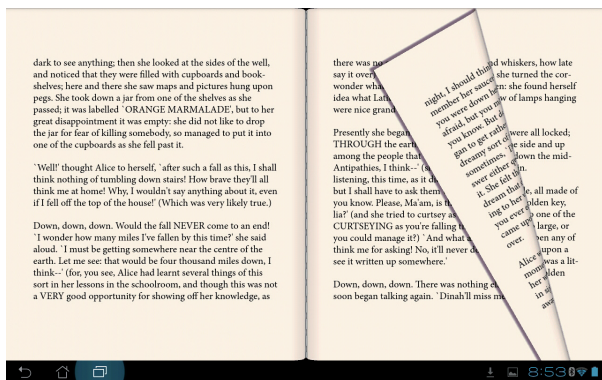 dark to see anything; then she looked at the sides of the well,
and noticed that they were filled with cupboards and book-
shelves; here and there she saw maps and pictures hung upon
pegs. She took down a jar from one of the shelves as she
passed; it was labelled `ORANGE MARMALADE', but to her
great disappointment it was empty: she did not like to drop
the jar for fear of killing somebody, so managed to put it into
one of the cupboards as she fell past it.
`Well!' thought Alice to herself, `after such a fall as this, I shall
think nothing of tumbling down stairs! How brave they'll all
think me at home! Why, I wouldn't say anything about it, even
if I fell off the top of the house!' (Which was very likely true.)
Down, down, down. Would the fall NEVER come to an end!
`I wonder how many miles I've fallen by this time?' she said
aloud. `I must be getting somewhere near the centre of the
earth. Let me see: that would be four thousand miles down, I
think--' (for, you see, Alice had learnt several things of this
sort in her lessons in the schoolroom, and though this was not
a VERY good opportunity for showing off her knowledge, as
there was no
say it over)
wonder
idea what
were nice grand
Presently she began
THROUGH the earth
among the people that
Antipathies, I think--'
listening, this time, as it
but I shall have to ask them
you know. Please, Ma'am, is
lia?' (and she tried to curtsey as
CURTSEYING as you're falling
you could manage it?) `And what a
think me for asking! No, it'll never
see it written up somewhere.'
Down, down, down. There was nothing
soon began talking again. `Dinah'll miss
night, I should
member her
you were down
afraid, but you
you know. But
gan to get
dreamy sort
sometimes,
swer either
it. She felt
dream that
ing to her
you ever
came up
over.
Alice
her
in
whiskers, how late
she turned the cor-
she found herself
of lamps hanging
were all locked;
side and up
down the mid-
all made of
key,
one of the
large, or
any of
upon a
was a lit-
8:53